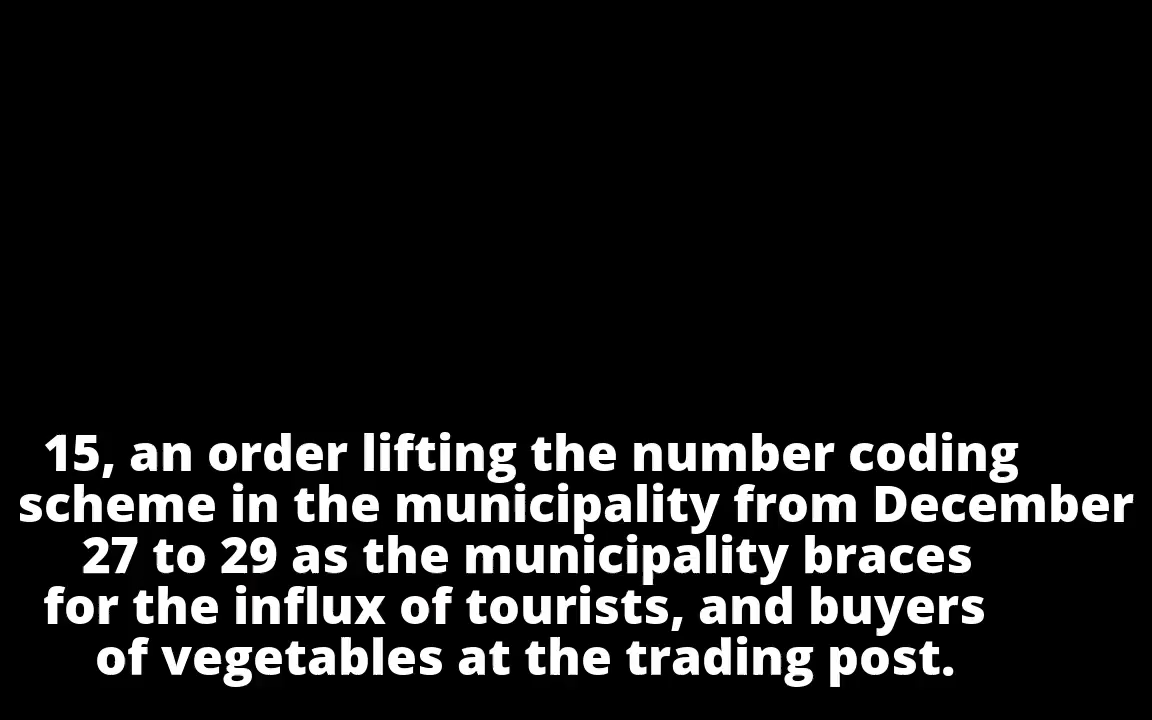 15, an order lifting the number coding
scheme in the municipality from December
27 to 29 as the municipality braces
for the influx of tourists, and buyers
of vegetables at the trading post.